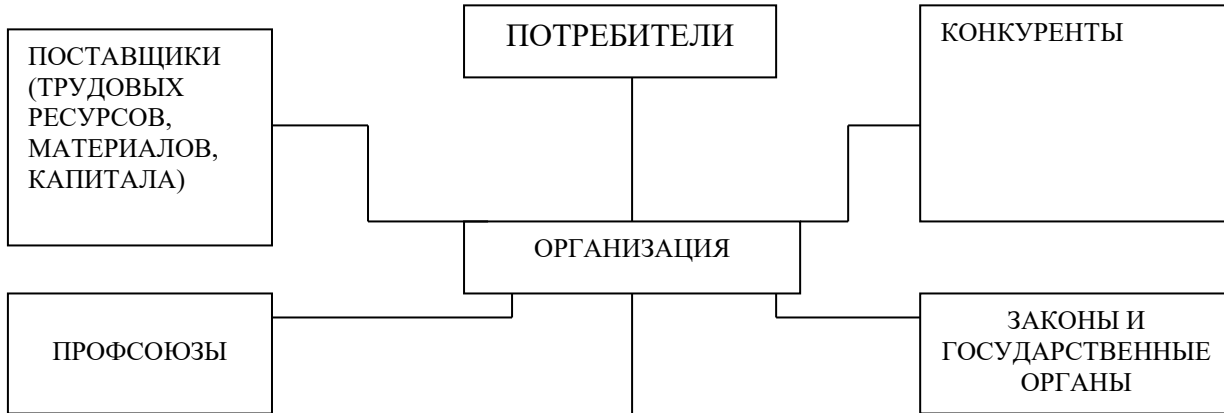 ПОСТАВЩИКИ
(ТРУДОВЫХ
РЕСУРСОВ,
МАТЕРИАЛОВ,
КАПИТАЛА)
ПОТРЕБИТЕЛИ
КОНКУРЕНТЫ
ОРГАНИЗАЦИЯ
ПРОФСОЮЗЫ
ЗАКОНЫ И
ГОСУДАРСТВЕННЫЕ
ОРГАНЫ